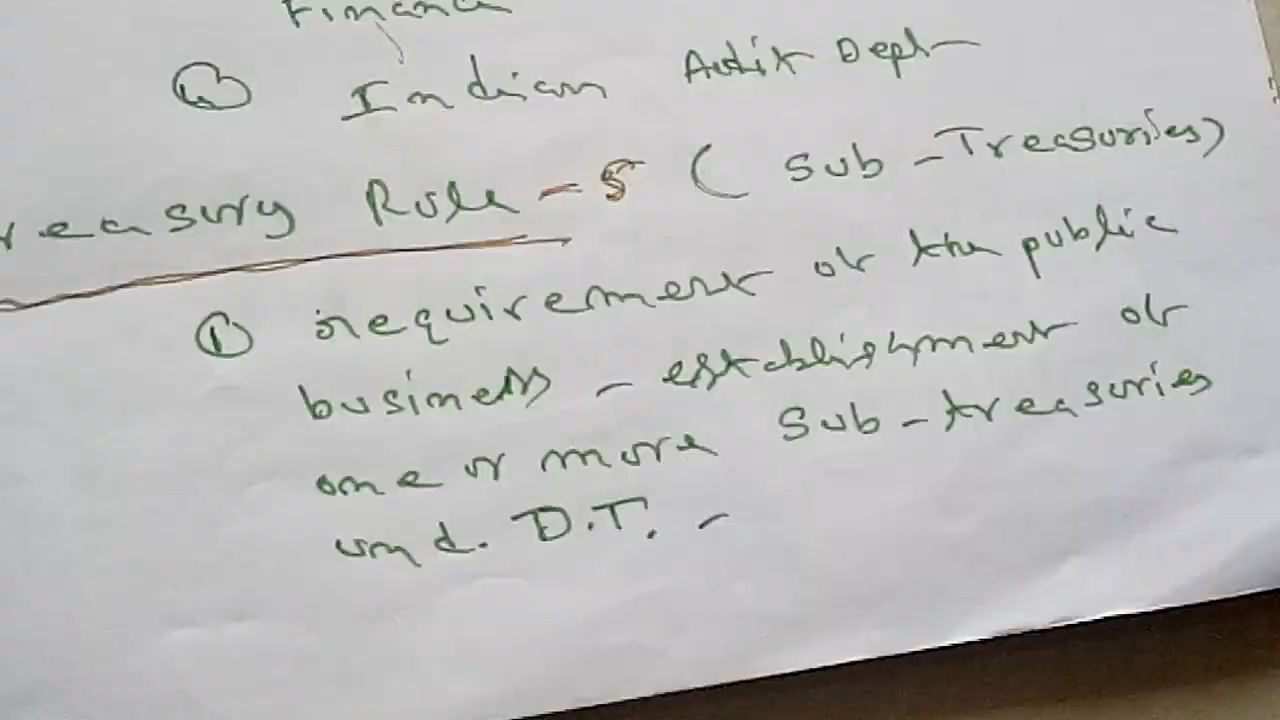 Finance
Indian Audit Dept
reasury Rule - 5 ( Sub - Treasuries)
① requirement of the public
business - establishment of
one or more Sub - treasuries
und. D.T. -